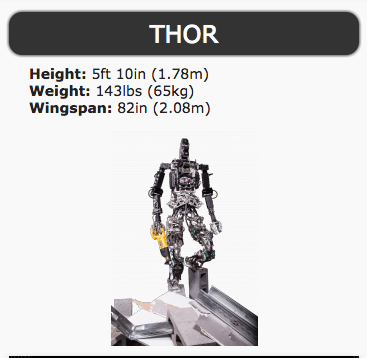 THOR
Height: 5ft 10in (1.78m)
Weight: 143lbs (65kg)
Wingspan: 82in (2.08m)